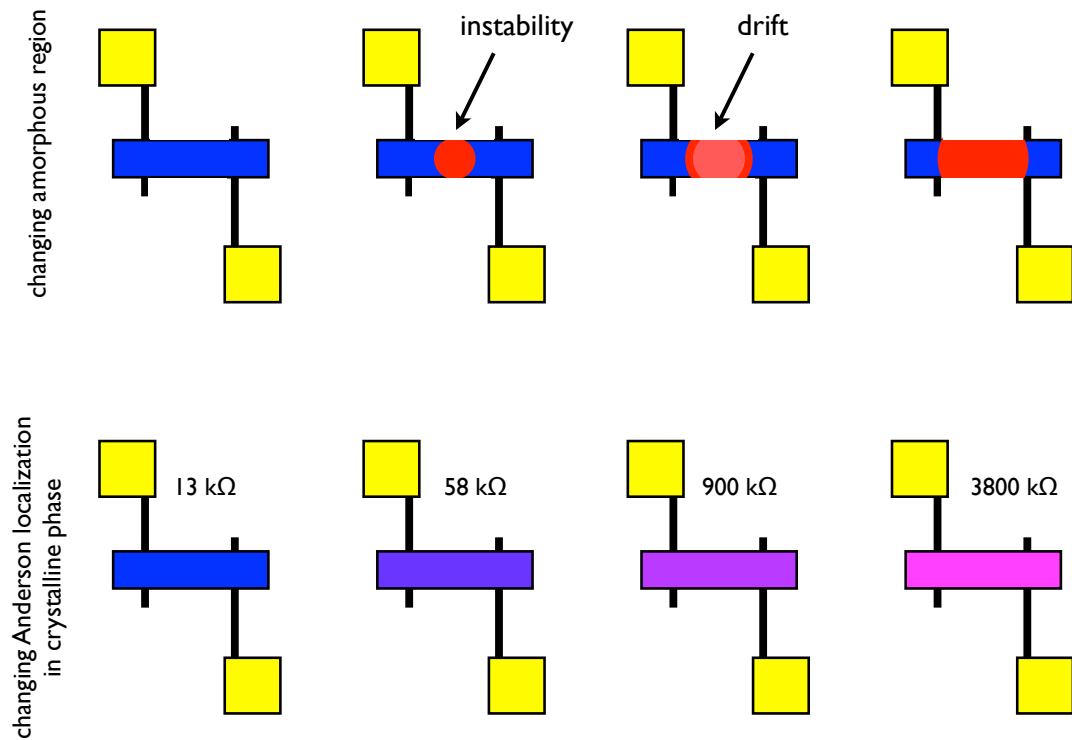 changing amorphous region
instability
drift
changing Anderson localization
in crystalline phase
13 kΩ
58 kΩ
900 kΩ
3800 kΩ